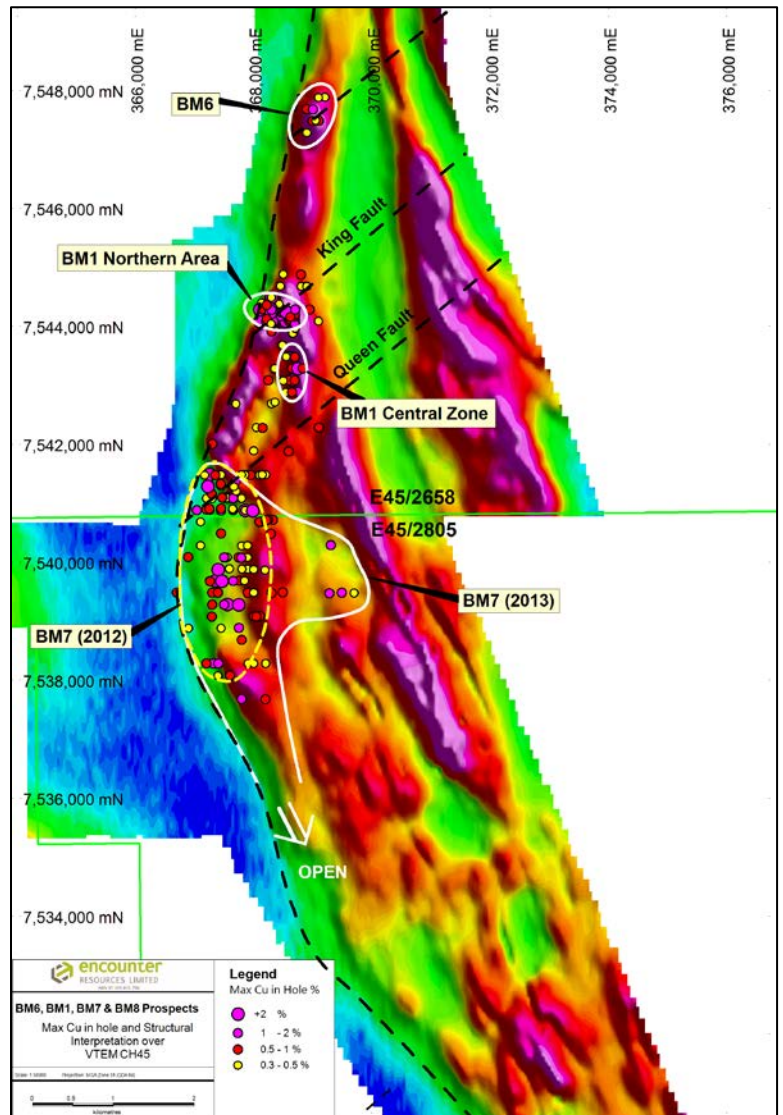 366,000 mE
368,000 mE
370,000 mE
372,000 mE
374,000 mE
376,000 mE
7,548,000 mN
BM6
7,546,000 mN
King Fault
BM1 Northern Area
7,544,000 mN
Queen Fault
BM1 Central Zone
7,542,000 mN
E45/2658
E45/2805
7,540,000 mN
BM7 (2013)
BM7 (2012)
7,538,000 mN
7,536,000 mN
OPEN
7,534,000 mN
encounter
RESOURCES LIMITED
BM6, BM1, BM7 & BM8 Prospects
Max Cu in hole and Structural
Interpretation over
VTEM CH45
0 0.5 1 2
kilometres
Legend
Max Cu in Hole %
+2 %
1 - 2 %
0.5 - 1 %
0.3 - 0.5 %